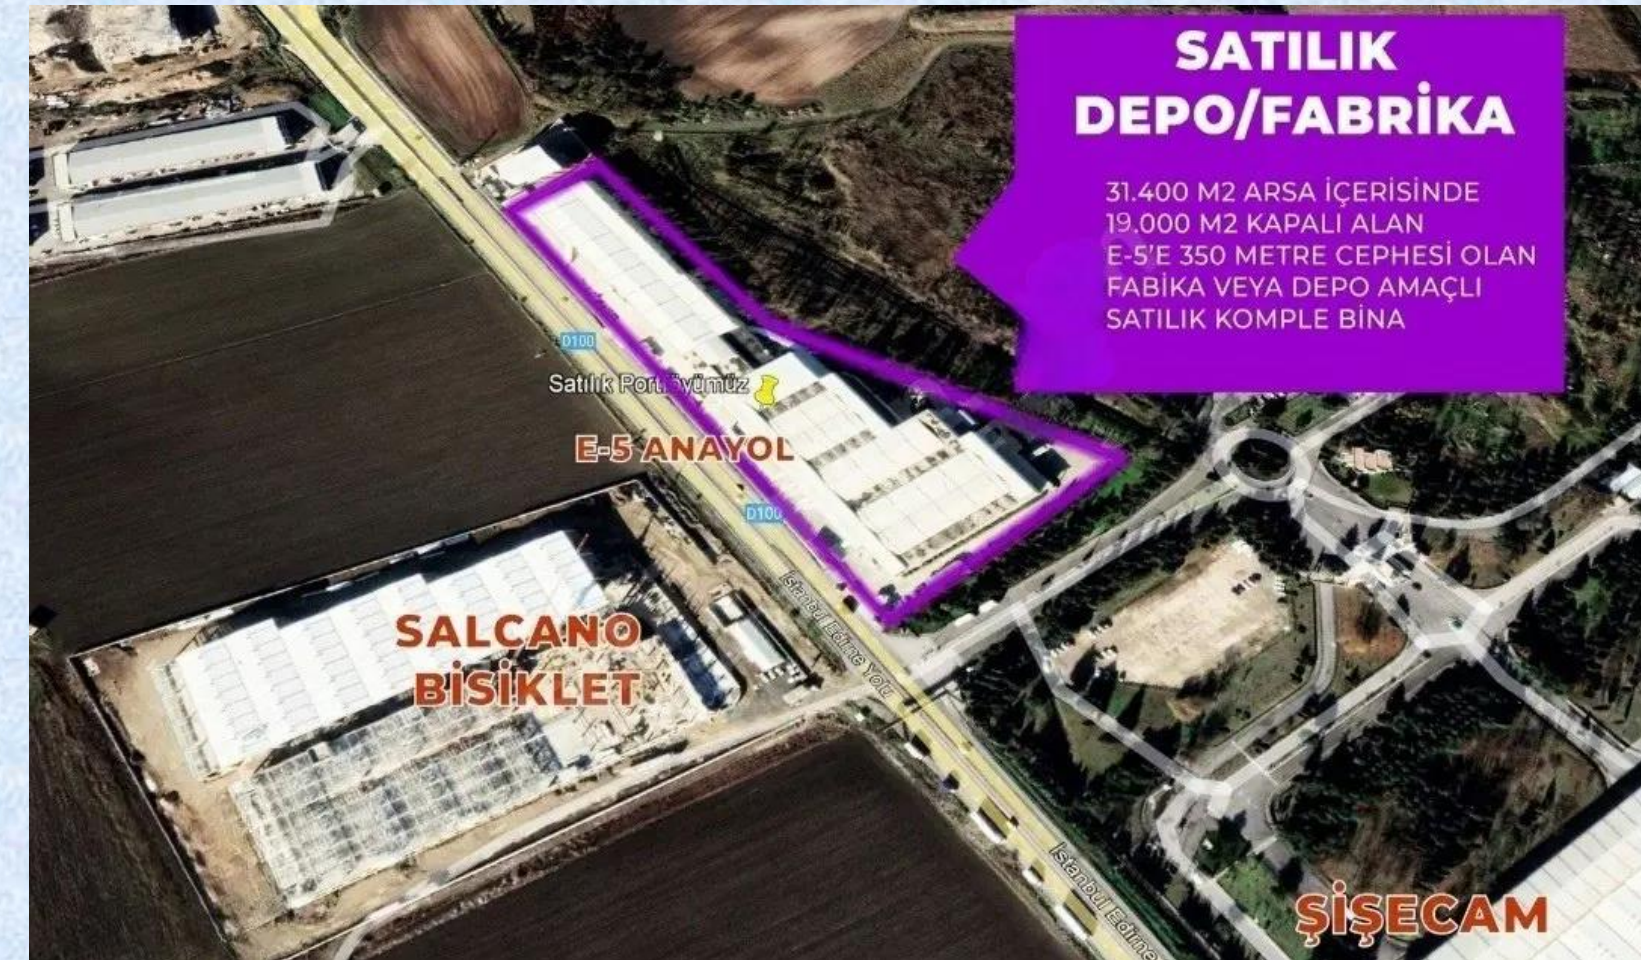 SATILIK
DEPO/FABRİKA
31.400 M2 ARSA İÇERİSİNDE
19.000 M2 KAPALI ALAN
E-5'E 350 METRE CEPHESİ OLAN
FABİKA VEYA DEPO AMAÇLI
SATILIK KOMPLE BİNA
D100
Satılık Portföyümüz
E-5 ANAYOL
D100
İstanbul Edirne Yolu
SALCANO
BİSİKLET
İstanbul Edirne
ŞİŞECAM